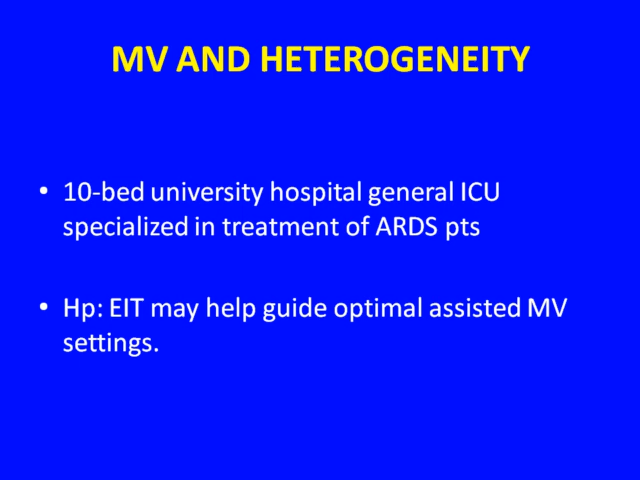 MV AND HETEROGENEITY
• 10-bed university hospital general ICU
specialized in treatment of ARDS pts
• Hp: EIT may help guide optimal assisted MV
settings.